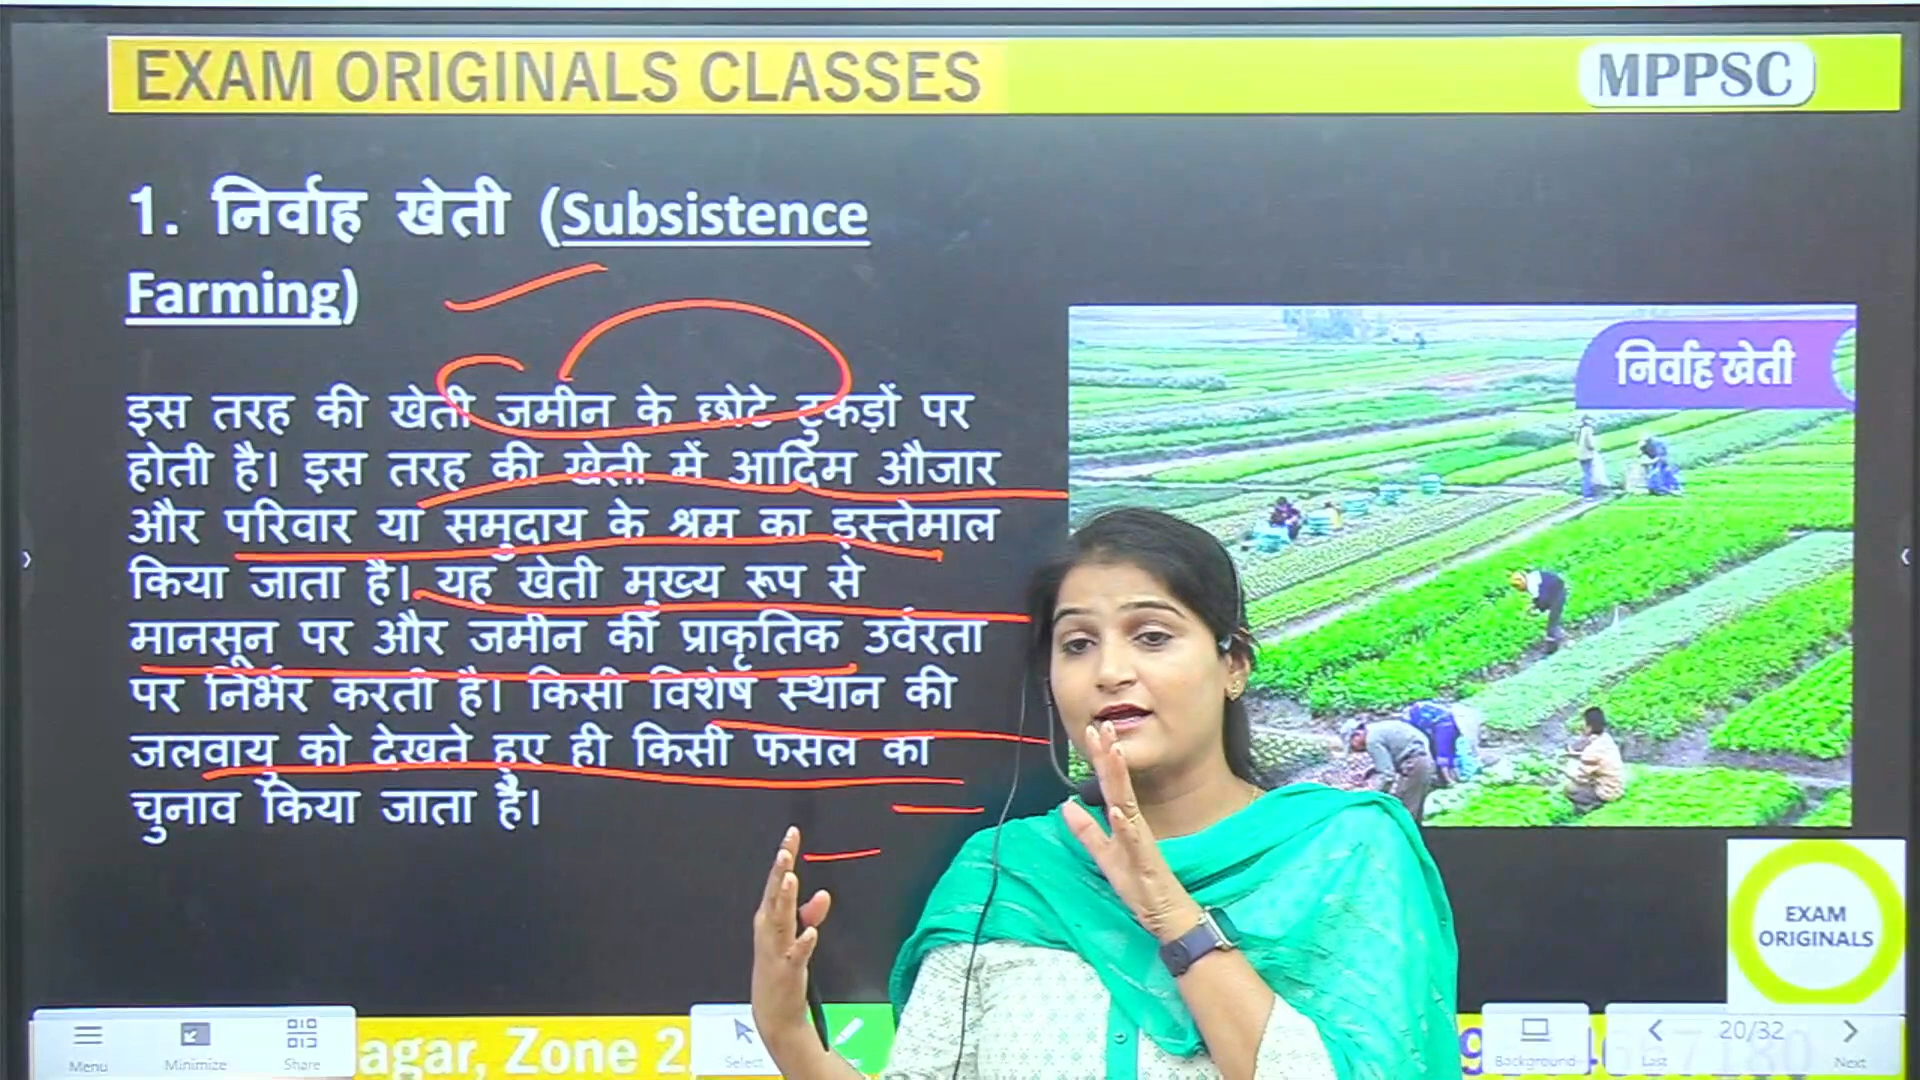 EXAM ORIGINALS CLASSES
MPPSC
1. निर्वाह खेती (Subsistence
Farming)
इस तरह की खेती जमीन के छोटे टुकड़ों पर
होती है। इस तरह की खेती में आदिम औजार
और परिवार या समुदाय के श्रम का इस्तेमाल
किया जाता है। यह खेती मुख्य रूप से
मानसून पर और जमीन की प्राकृतिक उर्वरता
पर निर्भर करती है। किसी विशेष स्थान की
जलवायु को देखते हुए ही किसी फसल का
चुनाव किया जाता है।
निर्वाह खेती
EXAM
ORIGINALS
Menu
Minimize
Share
Zone 2
Select
Background
Last
20/32
Next